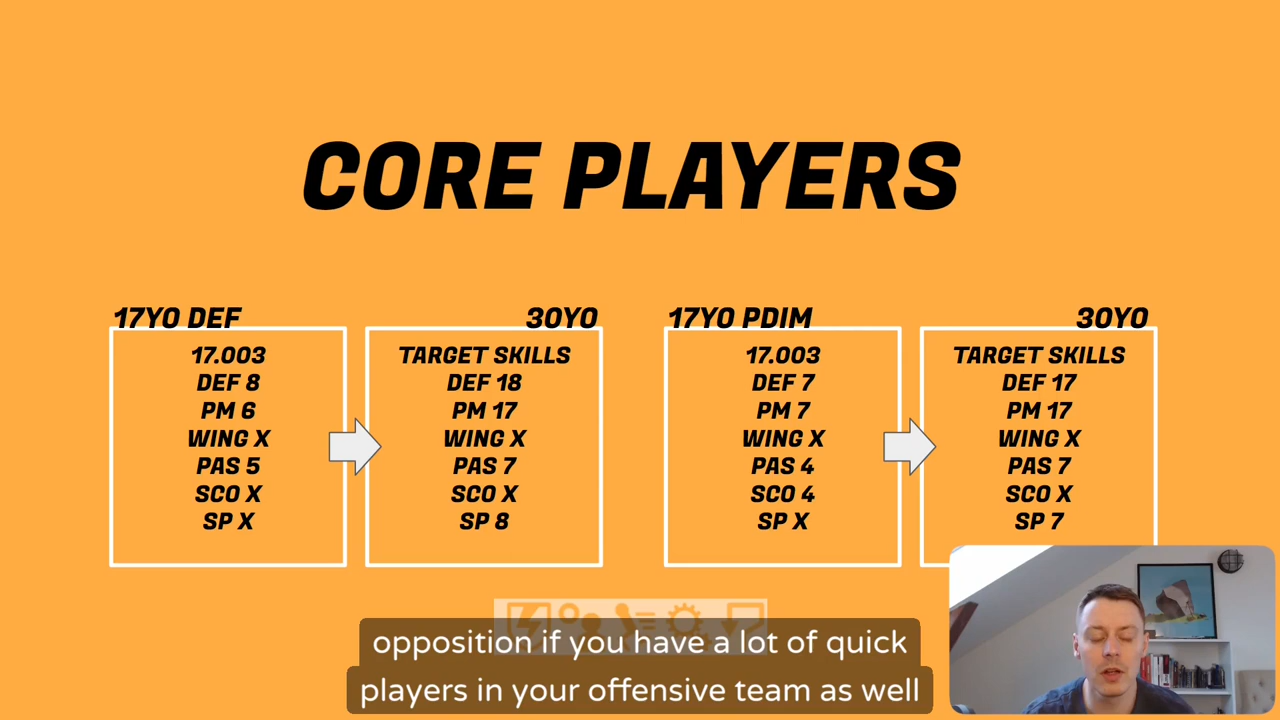 CORE PLAYERS
17YO DEF
30YO
17.003
DEF 8
PM 6
WING X
PAS 5
SCO X
SP X
TARGET SKILLS
DEF 18
PM 17
WING X
PAS 7
SCO X
SP 8
17YO PDIM
30YO
17.003
DEF 7
PM 7
WING X
PAS 4
SCO 4
SP X
TARGET SKILLS
DEF 17
PM 17
WING X
PAS 7
SCO X
SP 7
opposition if you have a lot of quick
players in your offensive team as well